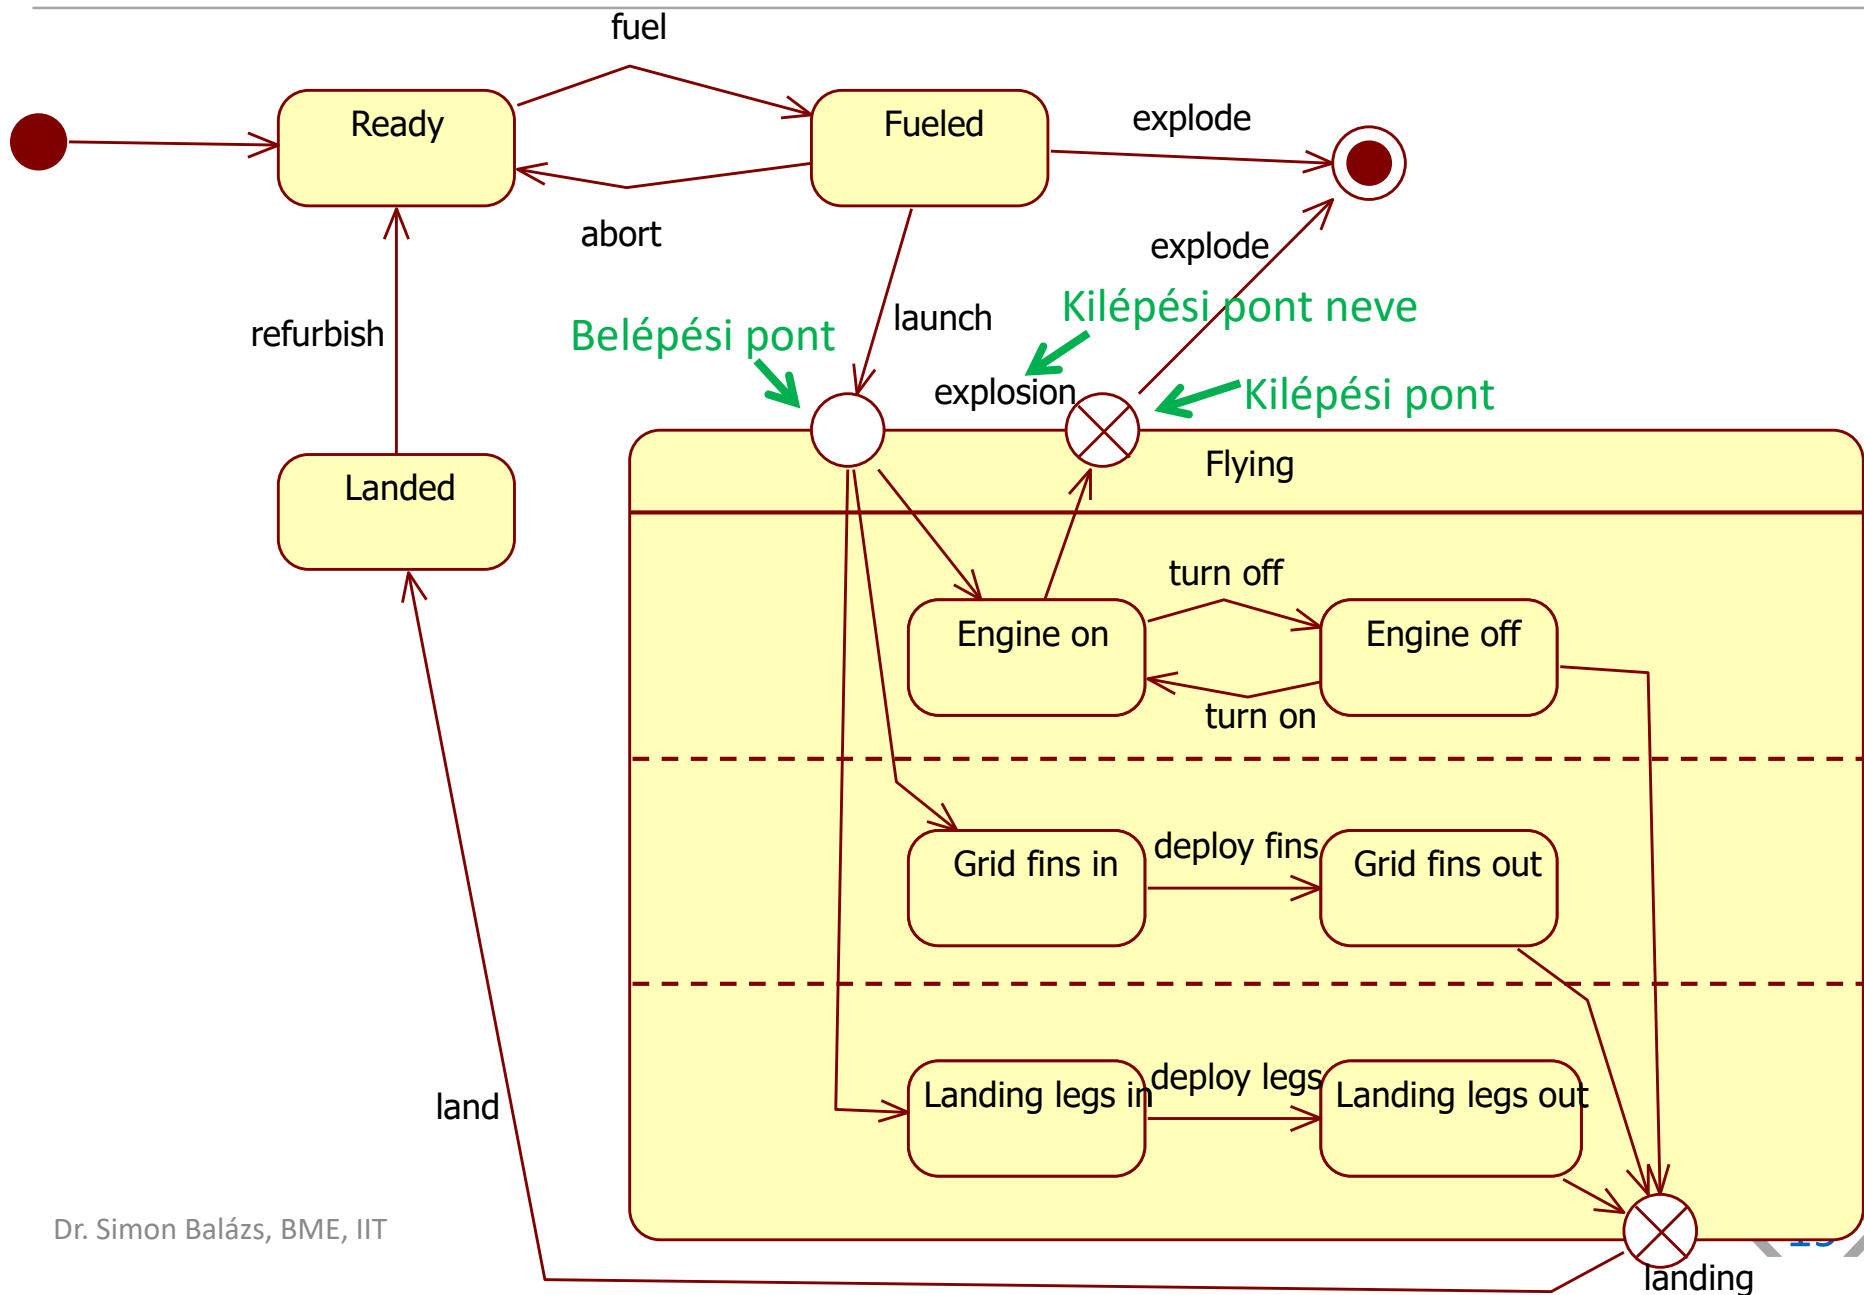 fuel
Ready
Fueled
explode
abort
explode
refurbish
Belépési pont
launch
Kilépési pont neve
explosion
Kilépési pont
Flying
Landed
turn off
Engine on
Engine off
turn on
deploy fins
Grid fins in
Grid fins out
deploy legs
Landing legs in
Landing legs out
land
Dr. Simon Balázs, BME, IIT
landing